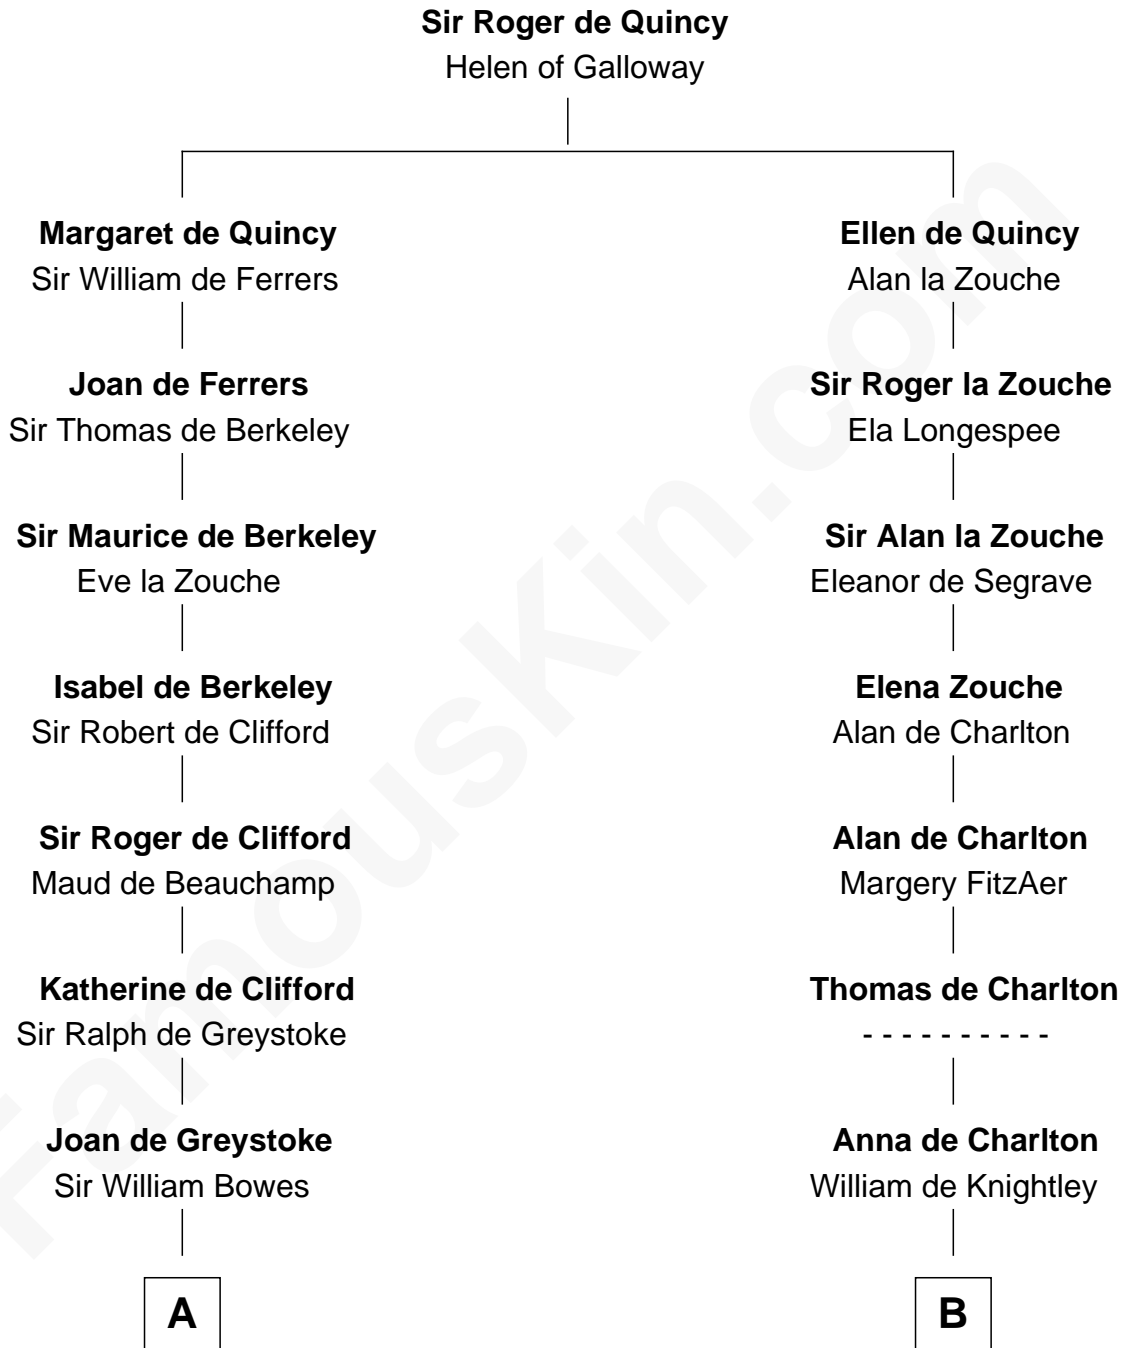 Sir Roger de Quincy
Helen of Galloway
Margaret de Quincy
Sir William de Ferrers
Ellen de Quincy
Alan la Zouche
Joan de Ferrers
Sir Thomas de Berkeley
Sir Roger la Zouche
Ela Longespee
Sir Maurice de Berkeley
Eve la Zouche
Sir Alan la Zouche
Eleanor de Segrave
Isabel de Berkeley
Sir Robert de Clifford
Elena Zouche
Alan de Charlton
Sir Roger de Clifford
Maud de Beauchamp
Alan de Charlton
Margery FitzAer
Katherine de Clifford
Sir Ralph de Greystoke
Thomas de Charlton
- - - - - - - - - -
Joan de Greystoke
Sir William Bowes
Anna de Charlton
William de Knightley
A
B
FamousKin.com